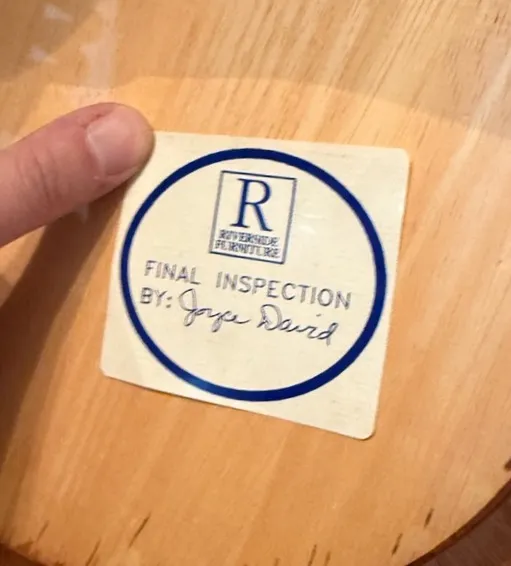 R
RIVERSIDE
FURNITURE
FINAL INSPECTION
BY: Joyce David